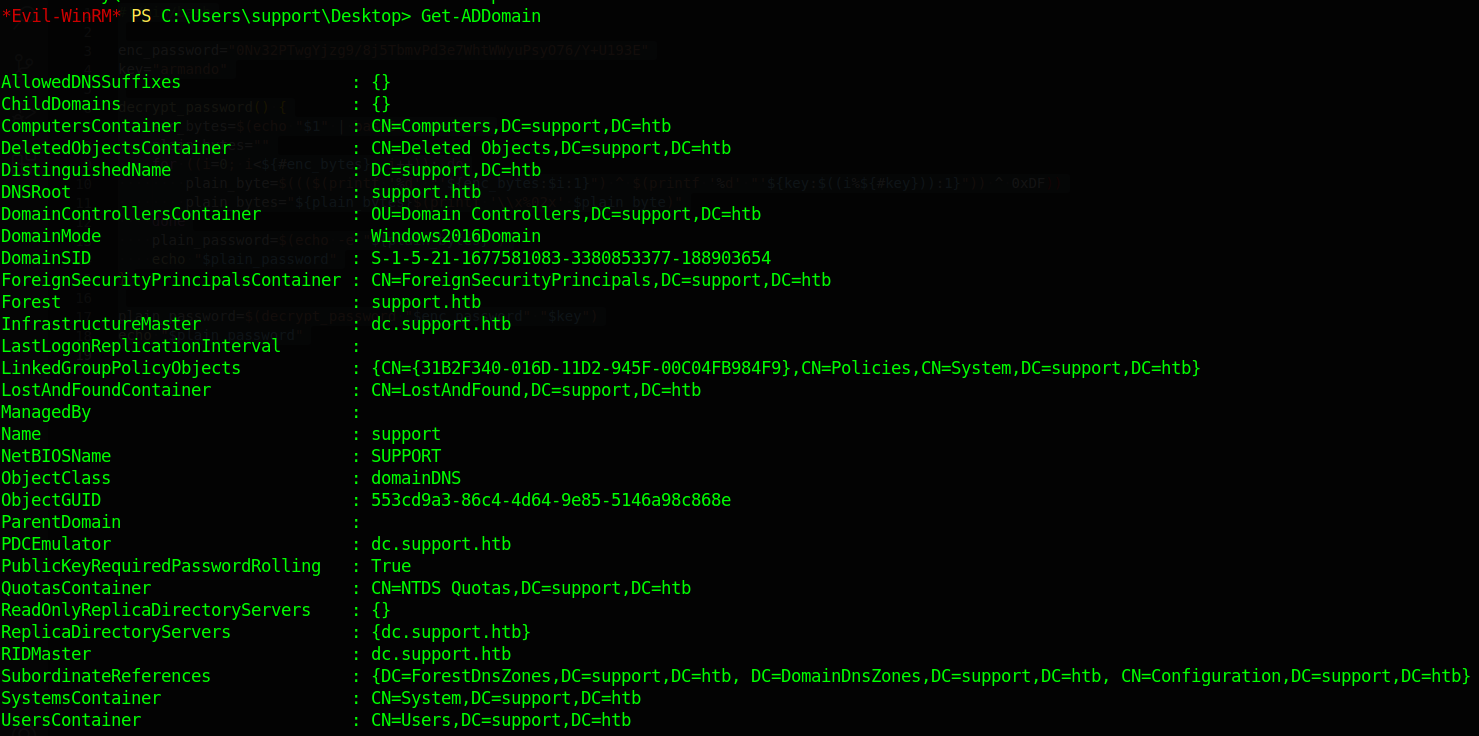 *Evil-WinRM* PS C:\Users\support\Desktop> Get-ADDomain
AllowedDNSSuffixes : {}
ChildDomains : {}
ComputersContainer : CN=Computers,DC=support,DC=htb
DeletedObjectsContainer : CN=Deleted Objects,DC=support,DC=htb
DistinguishedName : DC=support,DC=htb
DNSRoot : support.htb
DomainControllersContainer : OU=Domain Controllers,DC=support,DC=htb
DomainMode : Windows2016Domain
DomainSID : S-1-5-21-1677581083-3380853377-188903654
ForeignSecurityPrincipalsContainer : CN=ForeignSecurityPrincipals,DC=support,DC=htb
Forest : support.htb
InfrastructureMaster : dc.support.htb
LastLogonReplicationInterval :
LinkedGroupPolicyObjects : {CN={31B2F340-016D-11D2-945F-00C04FB984F9},CN=Policies,CN=System,DC=support,DC=htb}
LostAndFoundContainer : CN=LostAndFound,DC=support,DC=htb
ManagedBy :
Name : support
NetBIOSName : SUPPORT
ObjectClass : domainDNS
ObjectGUID : 553cd9a3-86c4-4d64-9e85-5146a98c868e
ParentDomain :
PDCEmulator : dc.support.htb
PublicKeyRequiredPasswordRolling : True
QuotasContainer : CN=NTDS Quotas,DC=support,DC=htb
ReadOnlyReplicaDirectoryServers : {}
ReplicaDirectoryServers : {dc.support.htb}
RIDMaster : dc.support.htb
SubordinateReferences : {DC=ForestDnsZones,DC=support,DC=htb, DC=DomainDnsZones,DC=support,DC=htb, CN=Configuration,DC=support,DC=htb}
SystemsContainer : CN=System,DC=support,DC=htb
UsersContainer : CN=Users,DC=support,DC=htb